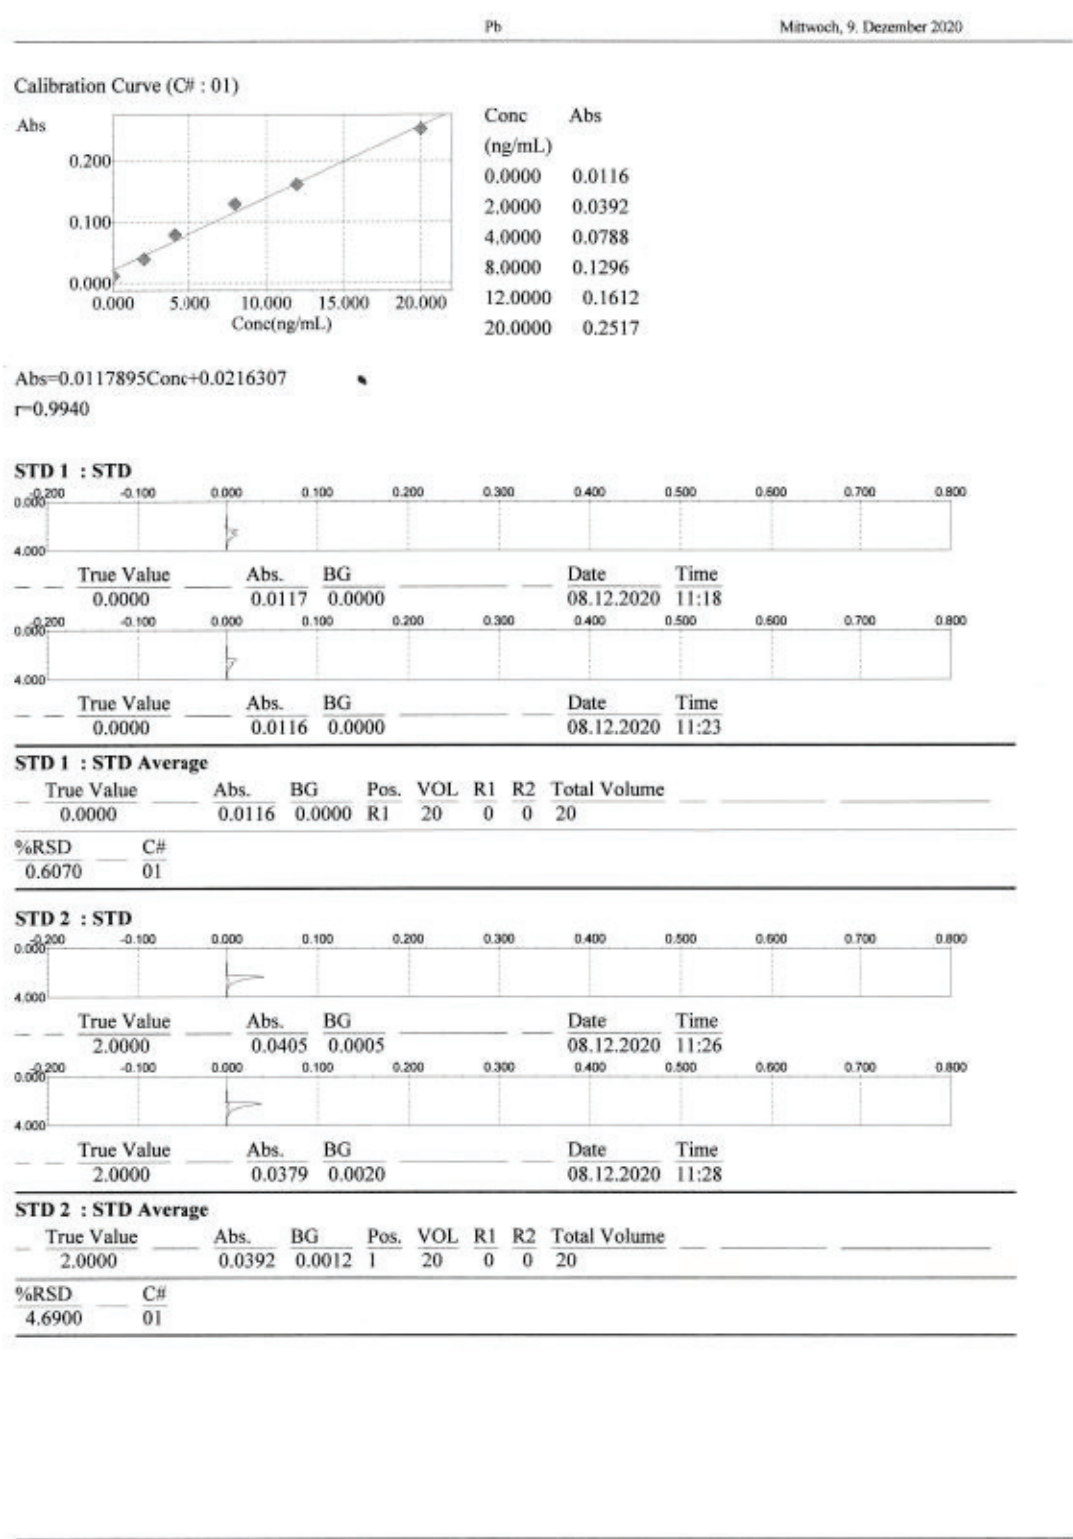 Pb Mittwoch, 9. Dezember 2020
Calibration Curve (C# : 01)
Abs
0.200
0.100
0.000
0.000 5.000 10.000 15.000 20.000
Conc(ng/mL)
Conc Abs
(ng/mL)
0.0000 0.0116
2.0000 0.0392
4.0000 0.0788
8.0000 0.1296
12.0000 0.1612
20.0000 0.2517
Abs=0.0117895Conc+0.0216307
r=0.9940
STD 1 : STD
-0.200 -0.100 0.000 0.100 0.200 0.300 0.400 0.500 0.600 0.700 0.800
0.000
4.000
True Value Abs. BG Date Time
0.0000 0.0117 0.0000 08.12.2020 11:18
-0.200 -0.100 0.000 0.100 0.200 0.300 0.400 0.500 0.600 0.700 0.800
0.000
4.000
True Value Abs. BG Date Time
0.0000 0.0116 0.0000 08.12.2020 11:23
STD 1 : STD Average
True Value Abs. BG Pos. VOL R1 R2 Total Volume
0.0000 0.0116 0.0000 R1 20 0 0 20
%RSD C#
0.6070 01
STD 2 : STD
-0.200 -0.100 0.000 0.100 0.200 0.300 0.400 0.500 0.600 0.700 0.800
0.000
4.000
True Value Abs. BG Date Time
2.0000 0.0405 0.0005 08.12.2020 11:26
-0.200 -0.100 0.000 0.100 0.200 0.300 0.400 0.500 0.600 0.700 0.800
0.000
4.000
True Value Abs. BG Date Time
2.0000 0.0379 0.0020 08.12.2020 11:28
STD 2 : STD Average
True Value Abs. BG Pos. VOL R1 R2 Total Volume
2.0000 0.0392 0.0012 1 20 0 0 20
%RSD C#
4.6900 01